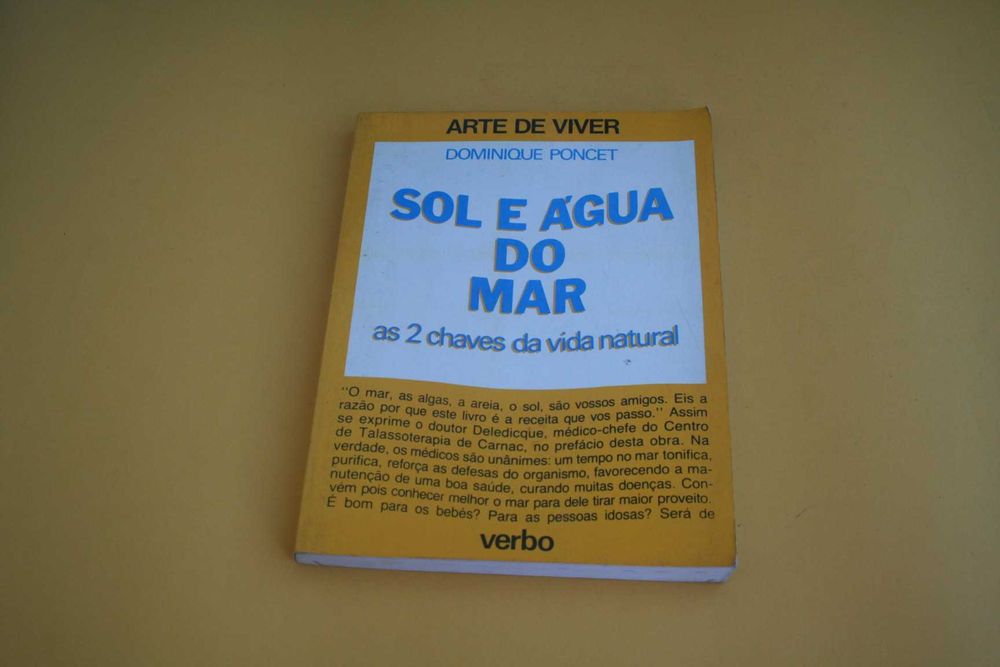 ARTE DE VIVER
DOMINIQUE PONCET
SOL E ÁGUA
DO
MAR
as 2 chaves da vida natural
"O mar, as algas, a areia, o sol, são vossos amigos. Eis a
razão por que este livro é a receita que vos passo." Assim
se exprime o doutor Deledicque, médico-chefe do Centro
de Talassoterapia de Carnac, no prefácio desta obra. Na
verdade, os médicos são unânimes: um tempo no mar tonifica,
purifica, reforça as defesas do organismo, favorecendo a ma-
nutenção de uma boa saúde, curando muitas doenças. Con-
vém pois conhecer melhor o mar para dele tirar maior proveito.
É bom para os bebés? Para as pessoas idosas? Será de
verbo